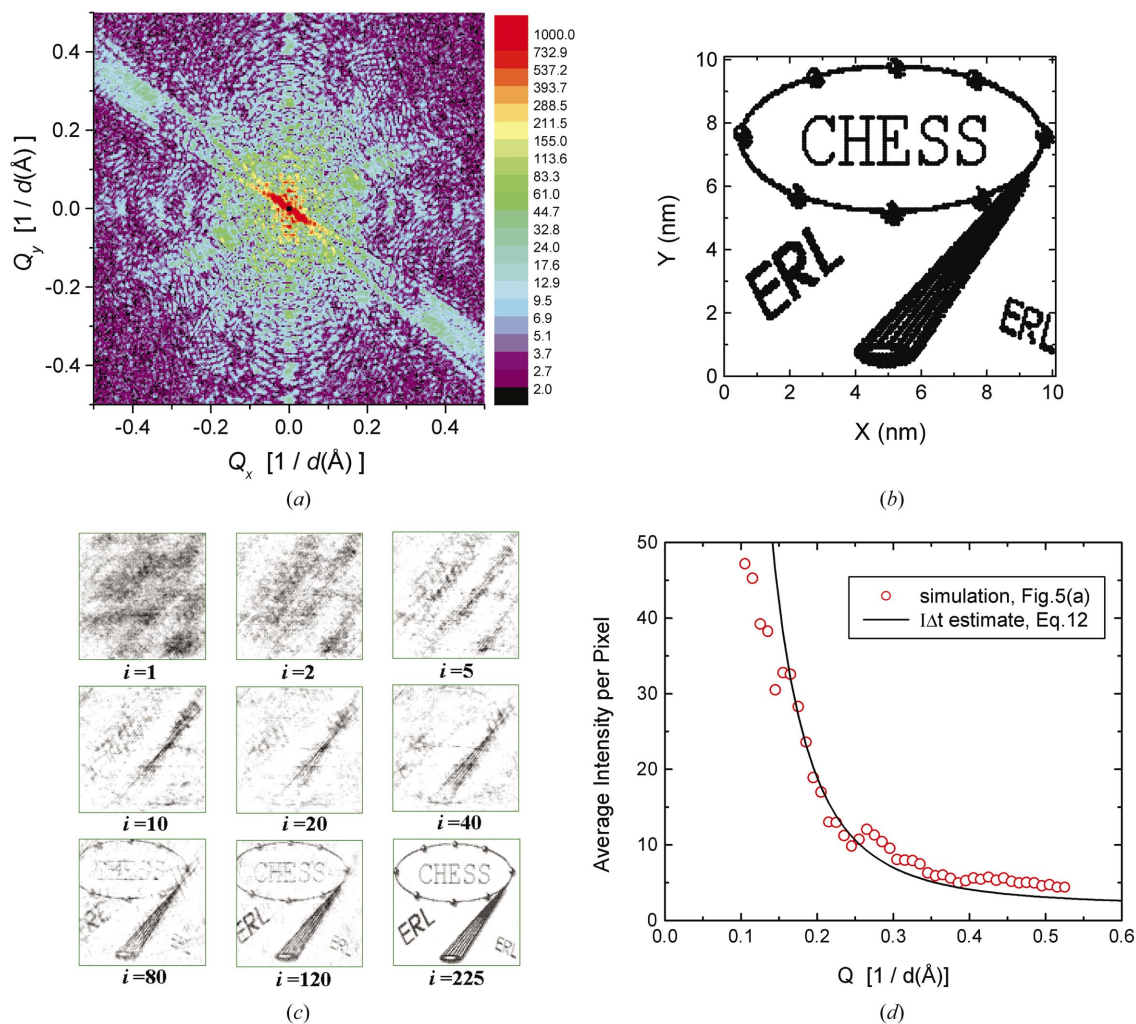 0.4
0.2
0.0
-0.2
-0.4
Qy [1 / d(Å) ]
-0.4 -0.2 0.0 0.2 0.4
Qx [1 / d(Å) ]
1000.0
732.9
537.2
393.7
288.5
211.5
155.0
113.6
83.3
61.0
44.7
32.8
24.0
17.6
12.9
9.5
6.9
5.1
3.7
2.7
2.0
(a)
10
8
6
4
2
0
Y (nm)
CHESS
ERL
ERL
0 2 4 6 8 10
X (nm)
(b)
i=1 i=2 i=5
i=10 i=20 i=40
CHESS CHESS CHESS
ERL ERL ERL
ERL ERL ERL
i=80 i=120 i=225
(c)
50
40
30
20
10
0
Average Intensity per Pixel
simulation, Fig.5(a)
IΔt estimate, Eq.12
0.0 0.1 0.2 0.3 0.4 0.5 0.6
Q [1 / d(Å)]
(d)